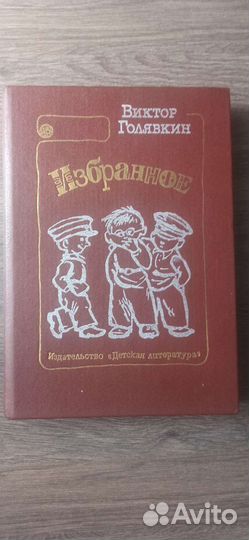 Виктор
Голявкин
Избранное
Издательство «Детская литература»
Avito